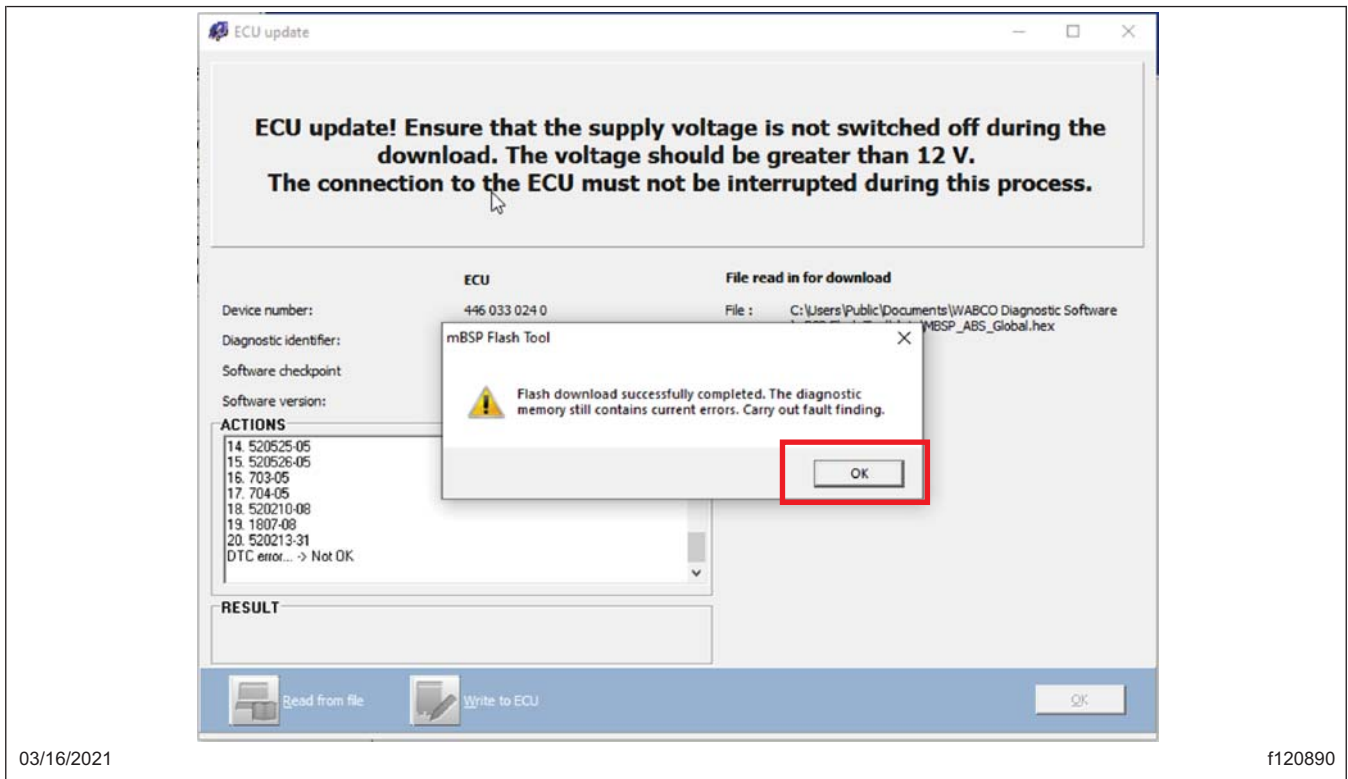 ECU update
ECU update! Ensure that the supply voltage is not switched off during the
download. The voltage should be greater than 12 V.
The connection to the ECU must not be interrupted during this process.
ECU
File read in for download
Device number:
446 033 024 0
File :
C:\Users\Public\Documents\WABCO Diagnostic Software
MBSP_ABS_Global.hex
Diagnostic identifier:
Software checkpoint
Software version:
mBSP Flash Tool
Flash download successfully completed. The diagnostic
memory still contains current errors. Carry out fault finding.
OK
ACTIONS
14. 520525-05
15. 520526-05
16. 703-05
17. 704-05
18. 520210-08
19. 1807-08
20. 520213-31
DTC error... -> Not OK
RESULT
Read from file
Write to ECU
OK
03/16/2021
f120890